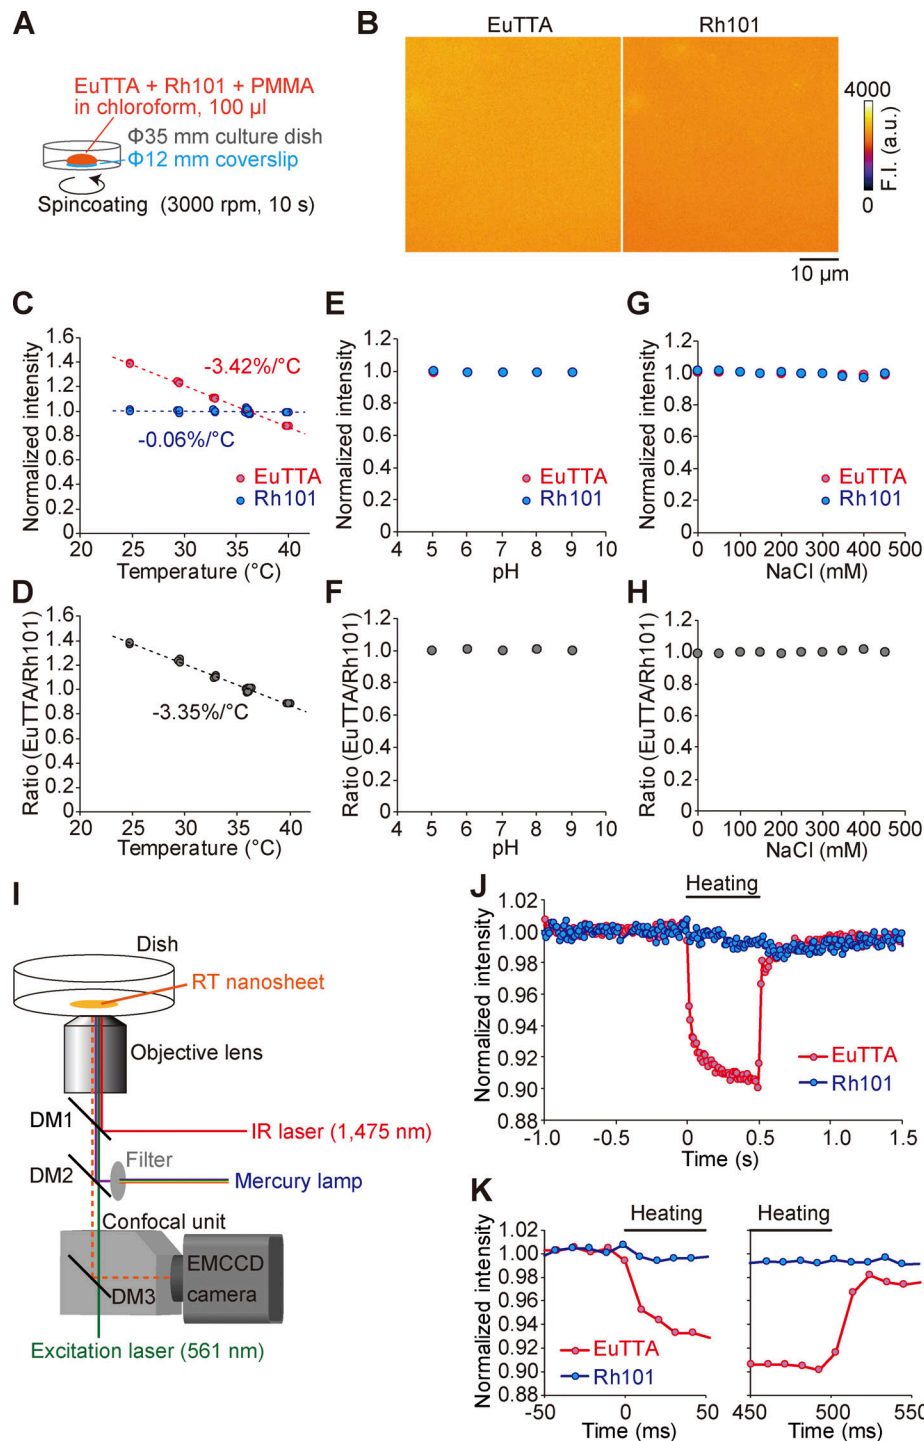 A
EuTTA + Rh101 + PMMA
in chloroform, 100 µl
Φ35 mm culture dish
Φ12 mm coverslip
Spincoating (3000 rpm, 10 s)
B
EuTTA
Rh101
4000
F.I. (a.u.)
0
10 µm
C
Normalized intensity
1.6
1.4
1.2
1.0
0.8
0.6
0.4
0.2
0
-3.42%/°C
-0.06%/°C
EuTTA
Rh101
20
25
30
35
40
Temperature (°C)
E
Normalized intensity
1.2
1.0
0.8
0.6
0.4
0.2
0
EuTTA
Rh101
4
5
6
7
8
9
10
pH
G
Normalized intensity
1.2
1.0
0.8
0.6
0.4
0.2
0
EuTTA
Rh101
0
100
200
300
400
500
NaCl (mM)
D
Ratio (EuTTA/Rh101)
1.6
1.4
1.2
1.0
0.8
0.6
0.4
0.2
0
-3.35%/°C
20
25
30
35
40
Temperature (°C)
F
Ratio (EuTTA/Rh101)
1.2
1.0
0.8
0.6
0.4
0.2
0
4
5
6
7
8
9
10
pH
H
Ratio (EuTTA/Rh101)
1.2
1.0
0.8
0.6
0.4
0.2
0
0
100
200
300
400
500
NaCl (mM)
I
Dish
RT nanosheet
Objective lens
DM1
IR laser (1,475 nm)
Filter
DM2
Mercury lamp
Confocal unit
EMCCD
camera
DM3
Excitation laser (561 nm)
J
Heating
Normalized intensity
1.02
1.00
0.98
0.96
0.94
0.92
0.90
0.88
EuTTA
Rh101
-1.0
-0.5
0
0.5
1.0
1.5
Time (s)
K
Heating
Heating
Normalized intensity
1.02
1.00
0.98
0.96
0.94
0.92
0.90
0.88
EuTTA
Rh101
-50
0
50
Time (ms)
450
500
550
Time (ms)